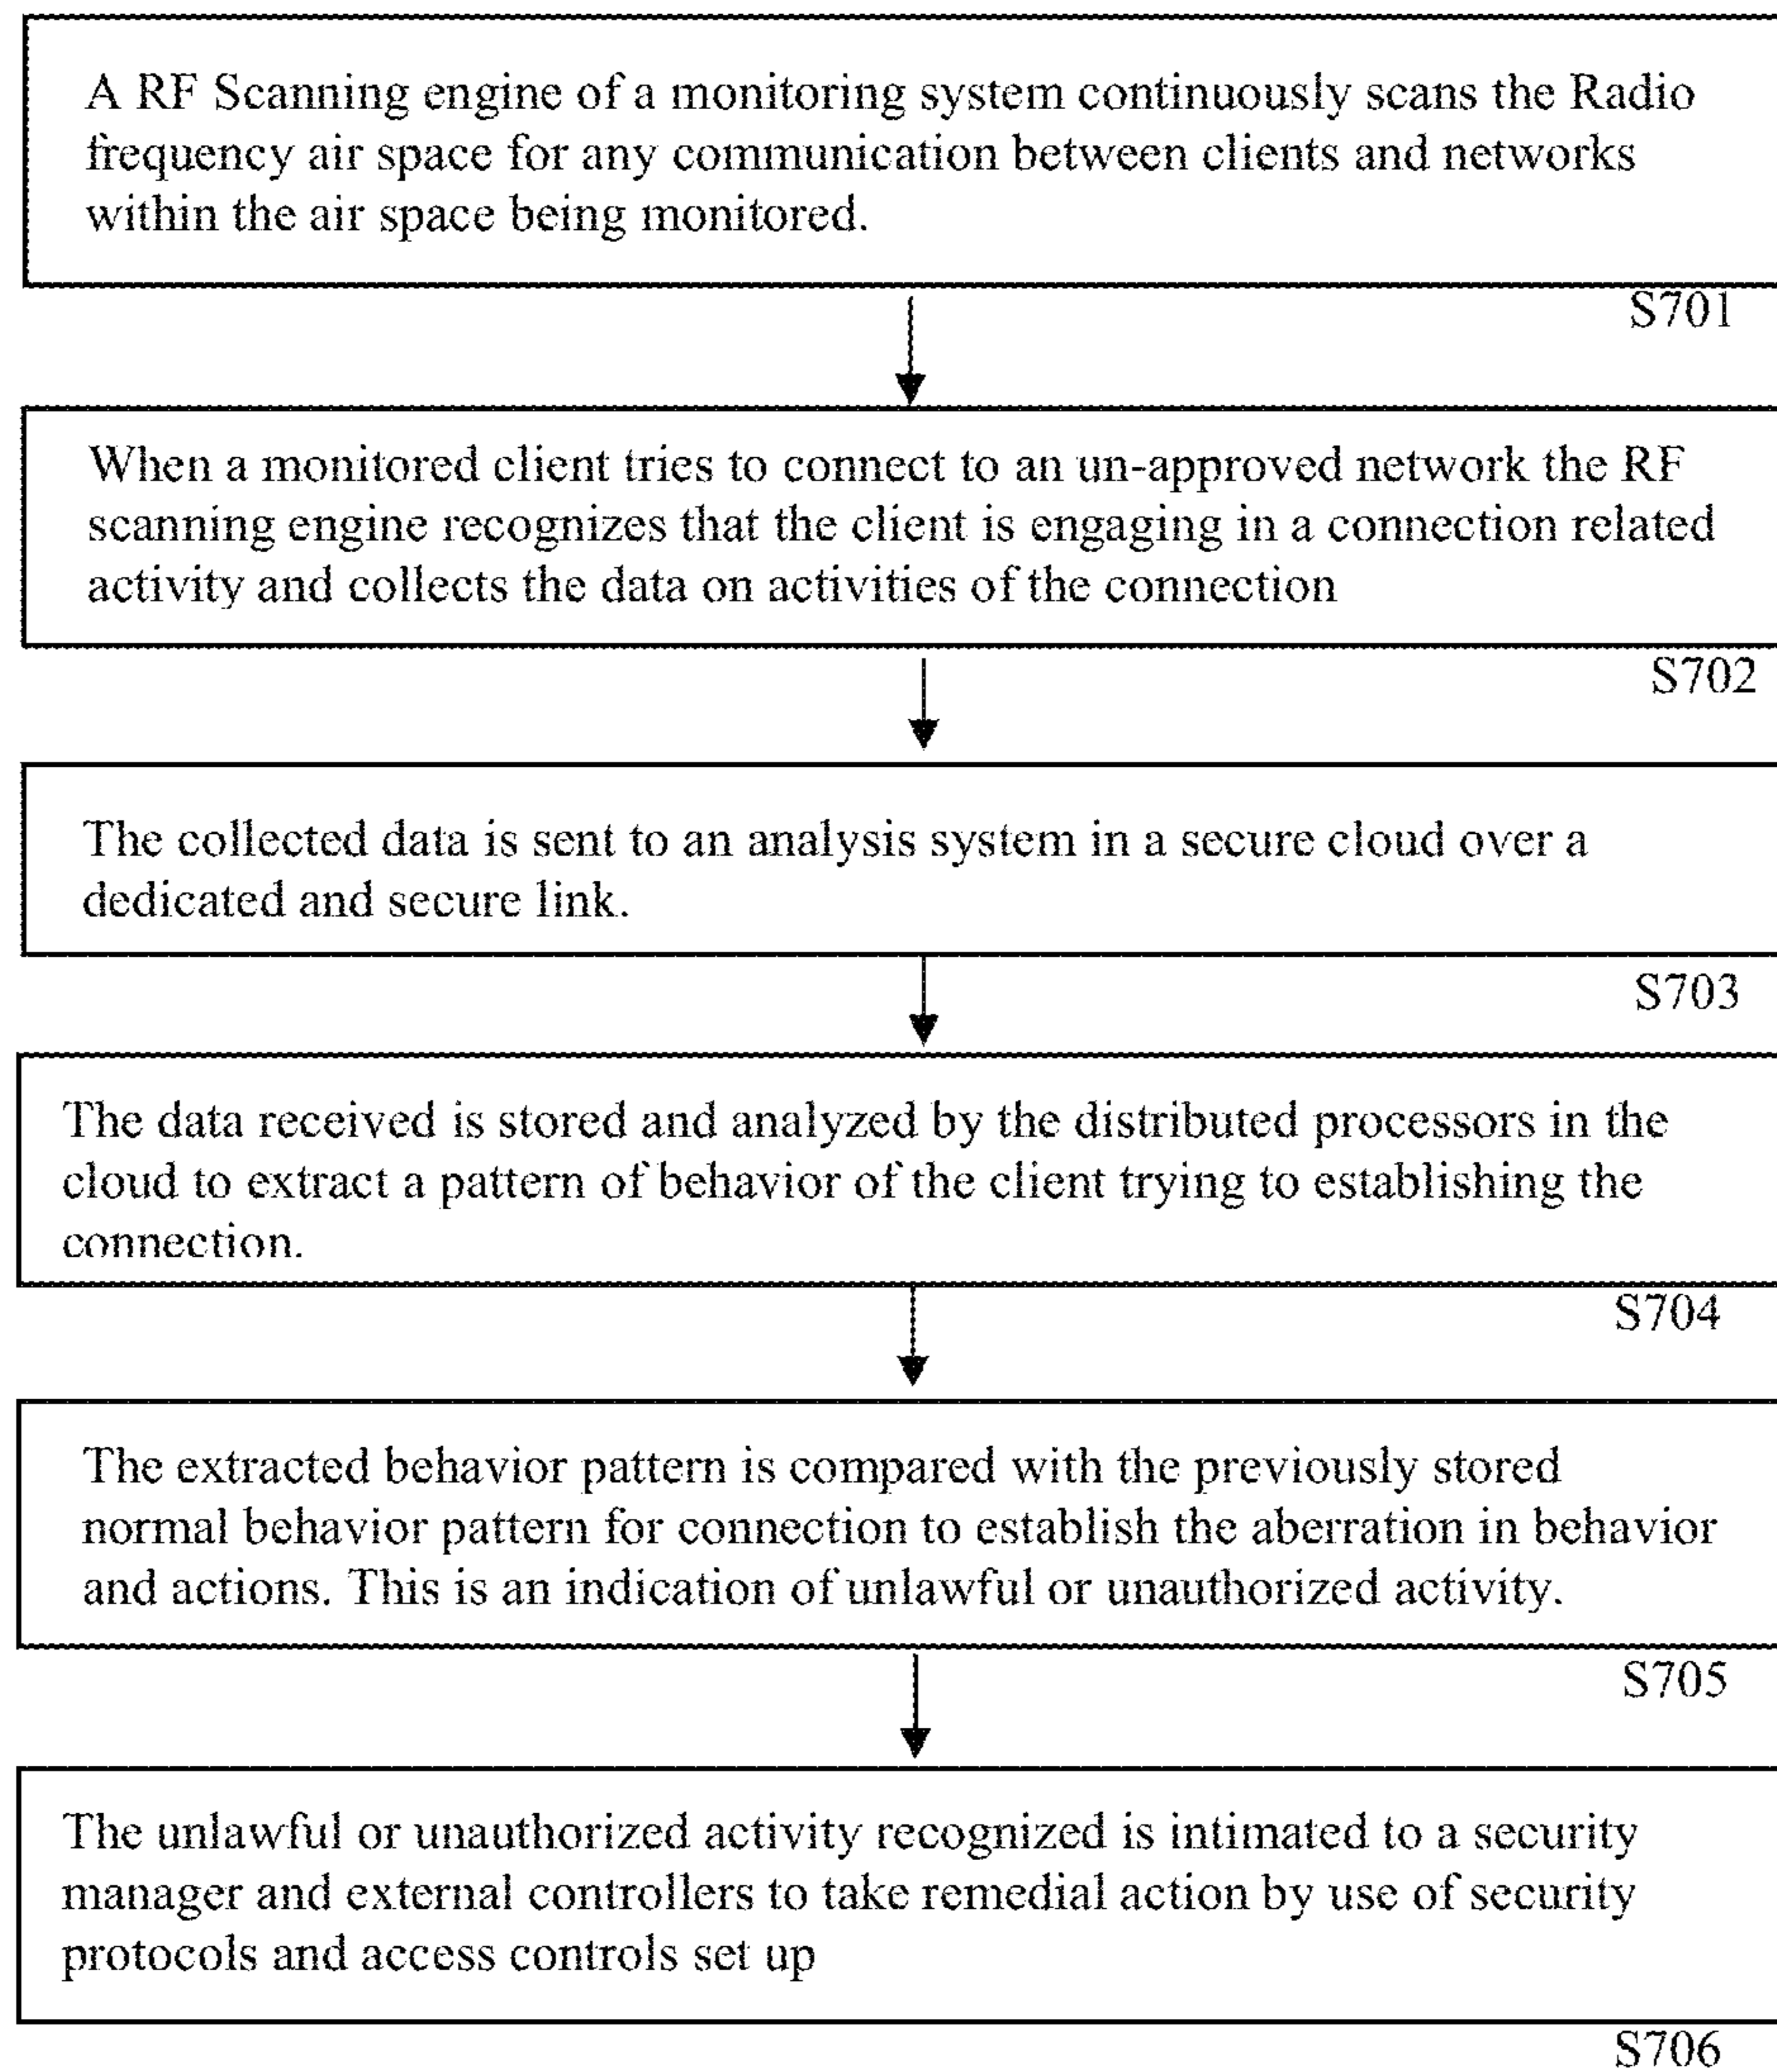 A RF Scanning engine of a monitoring system continuously scans the Radio
frequency air space for any communication between clients and networks
within the air space being monitored.
S701
When a monitored client tries to connect to an un-approved network the RF
scanning engine recognizes that the client is engaging in a connection related
activity and collects the data on activities of the connection
S702
The collected data is sent to an analysis system in a secure cloud over a
dedicated and secure link.
S703
The data received is stored and analyzed by the distributed processors in the
cloud to extract a pattern of behavior of the client trying to establishing the
connection.
S704
The extracted behavior pattern is compared with the previously stored
normal behavior pattern for connection to establish the aberration in behavior
and actions. This is an indication of unlawful or unauthorized activity.
S705
The unlawful or unauthorized activity recognized is intimated to a security
manager and external controllers to take remedial action by use of security
protocols and access controls set up
S706